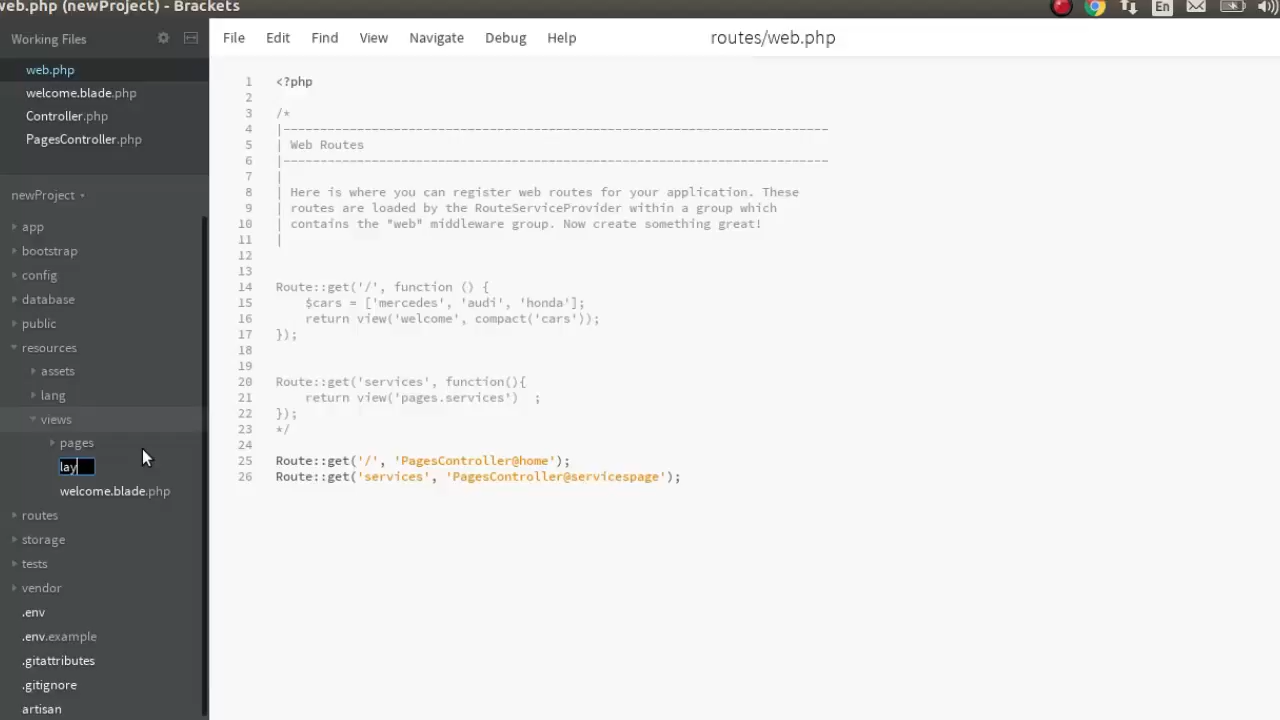 web.php (newProject) - Brackets
En
Working Files
web.php
welcome.blade.php
Controller.php
PagesController.php
newProject
app
bootstrap
config
database
public
resources
assets
lang
views
pages
lay
welcome.blade.php
routes
storage
tests
vendor
.env
.env.example
.gitattributes
.gitignore
artisan
File Edit Find View Navigate Debug Help
routes/web.php
1 <?php
2
3 /*
4 |--------------------------------------------------------------------------
5 | Web Routes
6 |--------------------------------------------------------------------------
7 |
8 | Here is where you can register web routes for your application. These
9 | routes are loaded by the RouteServiceProvider within a group which
10 | contains the "web" middleware group. Now create something great!
11 |
12
13
14 Route::get('/', function () {
15 $cars = ['mercedes', 'audi', 'honda'];
16 return view('welcome', compact('cars'));
17 });
18
19
20 Route::get('services', function(){
21 return view('pages.services')  ;
22 });
23 */
24
25 Route::get('/', 'PagesController@home');
26 Route::get('services', 'PagesController@servicespage');